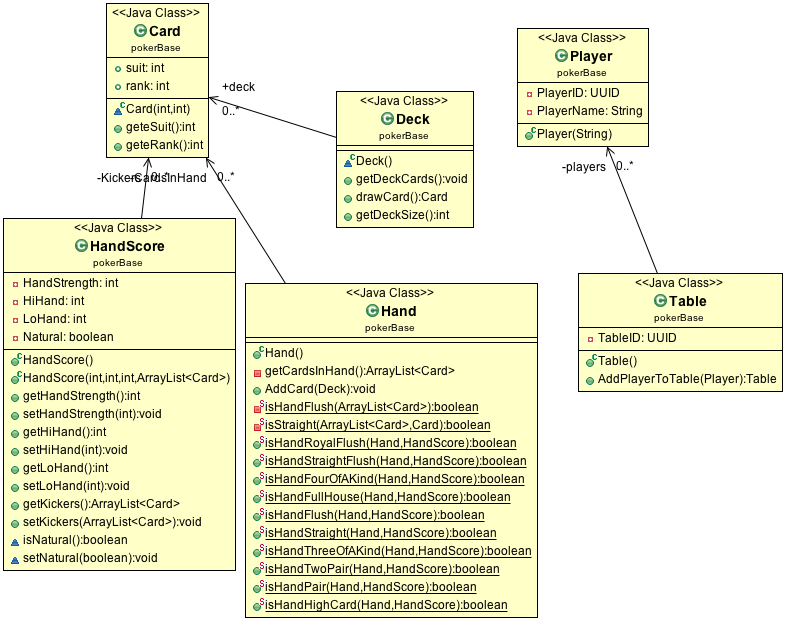 <<Java Class>>
Card
pokerBase
suit: int
rank: int
Card(int,int)
geteSuit():int
geteRank():int
<<Java Class>>
Player
pokerBase
PlayerID: UUID
PlayerName: String
Player(String)
+deck
0..*
<<Java Class>>
Deck
pokerBase
Deck()
getDeckCards():void
drawCard():Card
getDeckSize():int
-Kickers
0..*
-CardsInHand
0..*
-players
0..*
<<Java Class>>
HandScore
pokerBase
HandStrength: int
HiHand: int
LoHand: int
Natural: boolean
HandScore()
HandScore(int,int,int,ArrayList<Card>)
getHandStrength():int
setHandStrength(int):void
getHiHand():int
setHiHand(int):void
getLoHand():int
setLoHand(int):void
getKickers():ArrayList<Card>
setKickers(ArrayList<Card>):void
isNatural():boolean
setNatural(boolean):void
<<Java Class>>
Hand
pokerBase
Hand()
getCardsInHand():ArrayList<Card>
AddCard(Deck):void
isHandFlush(ArrayList<Card>):boolean
isStraight(ArrayList<Card>,Card):boolean
isHandRoyalFlush(Hand,HandScore):boolean
isHandStraightFlush(Hand,HandScore):boolean
isHandFourOfAKind(Hand,HandScore):boolean
isHandFullHouse(Hand,HandScore):boolean
isHandFlush(Hand,HandScore):boolean
isHandStraight(Hand,HandScore):boolean
isHandThreeOfAKind(Hand,HandScore):boolean
isHandTwoPair(Hand,HandScore):boolean
isHandPair(Hand,HandScore):boolean
isHandHighCard(Hand,HandScore):boolean
<<Java Class>>
Table
pokerBase
TableID: UUID
Table()
AddPlayerToTable(Player):Table